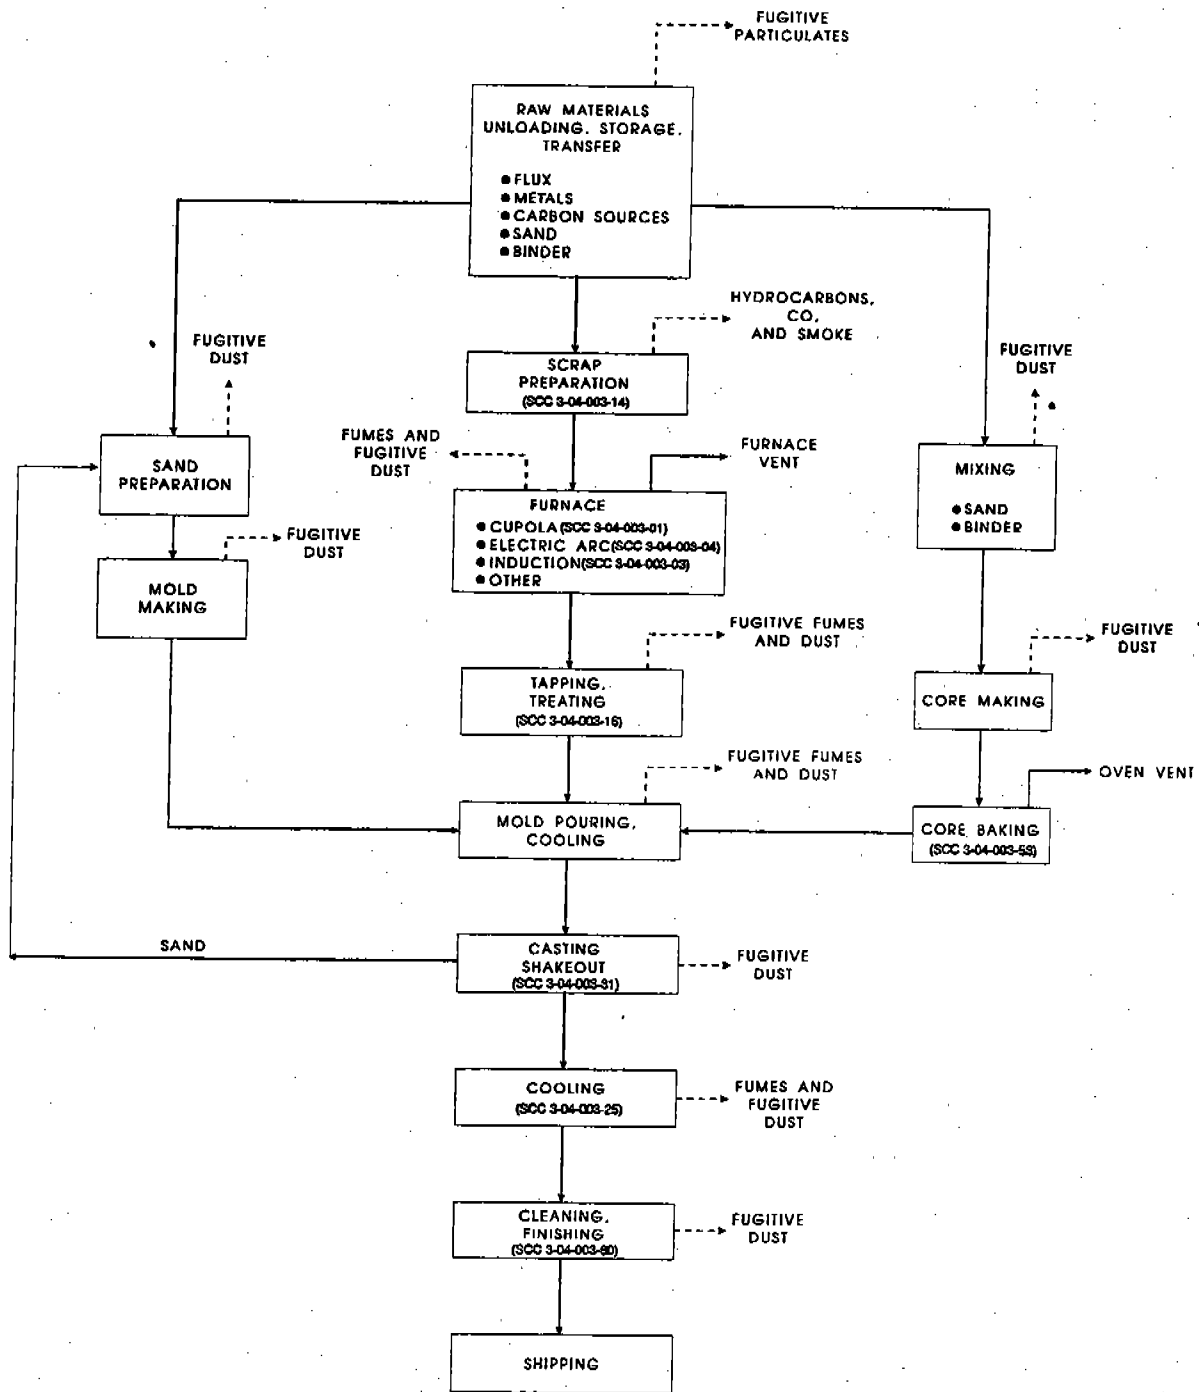 FUGITIVE
PARTICULATES
RAW MATERIALS
UNLOADING, STORAGE,
TRANSFER
● FLUX
● METALS
● CARBON SOURCES
● SAND
● BINDER
HYDROCARBONS,
CO,
AND SMOKE
FUGITIVE
DUST
FUGITIVE
DUST
SCRAP
PREPARATION
(SCC 3-04-003-14)
FUMES AND
FUGITIVE
DUST
FURNACE
VENT
SAND
PREPARATION
MIXING
● SAND
● BINDER
FURNACE
● CUPOLA (SCC 3-04-003-01)
● ELECTRIC ARC (SCC 3-04-003-04)
● INDUCTION (SCC 3-04-003-03)
● OTHER
FUGITIVE
DUST
MOLD
MAKING
FUGITIVE FUMES
AND DUST
FUGITIVE
DUST
TAPPING,
TREATING
(SCC 3-04-003-16)
CORE MAKING
FUGITIVE FUMES
AND DUST
OVEN VENT
MOLD POURING,
COOLING
CORE BAKING
(SCC 3-04-003-53)
SAND
CASTING
SHAKEOUT
(SCC 3-04-003-31)
FUGITIVE
DUST
COOLING
(SCC 3-04-003-25)
FUMES AND
FUGITIVE
DUST
CLEANING,
FINISHING
(SCC 3-04-003-60)
FUGITIVE
DUST
SHIPPING